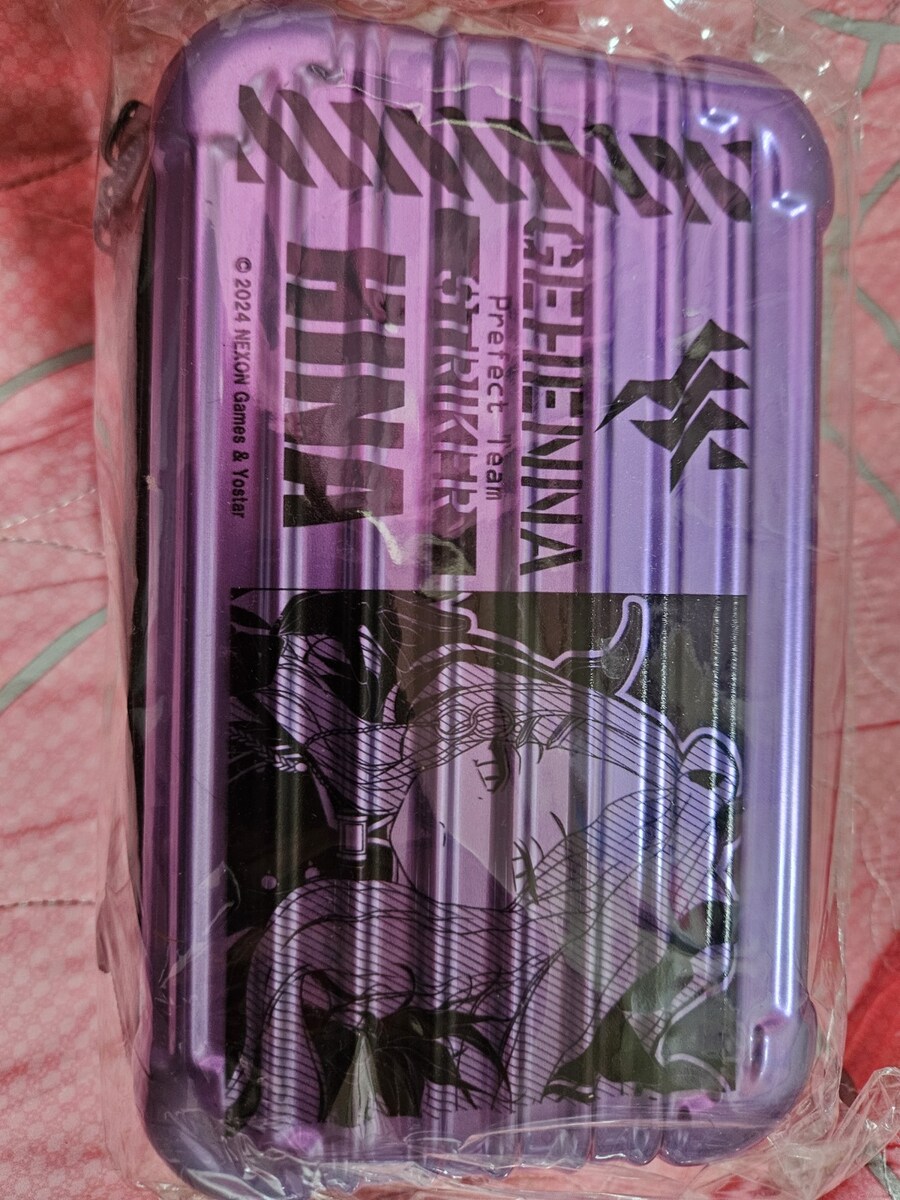 GEHENNA
Prefect Team
STRIKER
HINA
© 2024 NEXON Games & Yostar